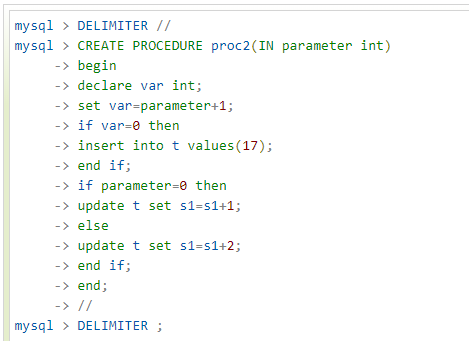 mysql > DELIMITER //
mysql > CREATE PROCEDURE proc2(IN parameter int)
-> begin
-> declare var int;
-> set var=parameter+1;
-> if var=0 then
-> insert into t values(17);
-> end if;
-> if parameter=0 then
-> update t set s1=s1+1;
-> else
-> update t set s1=s1+2;
-> end if;
-> end;
-> //
mysql > DELIMITER ;